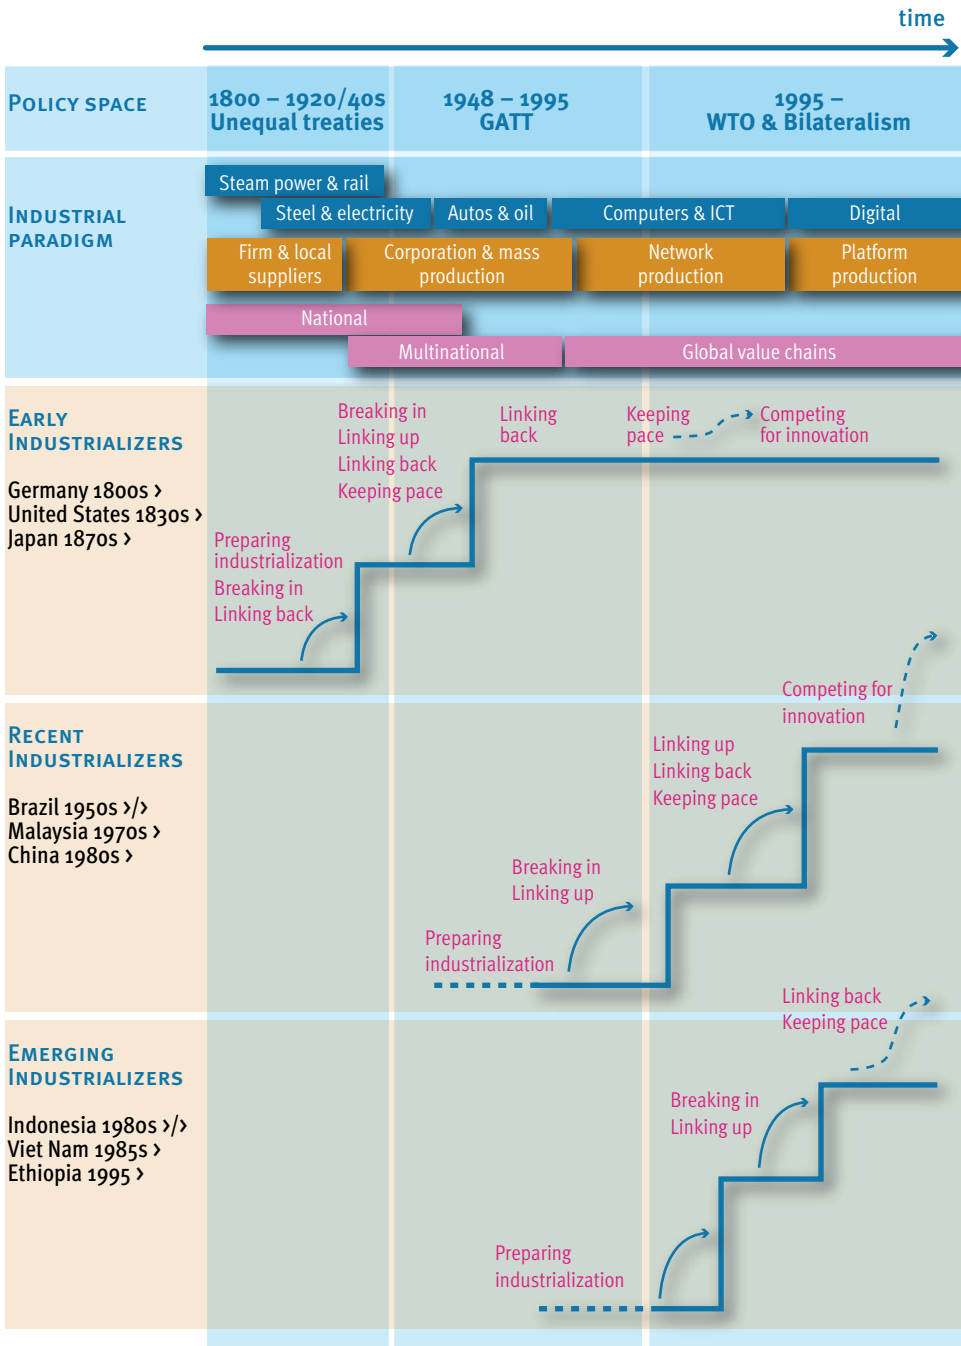 time
POLICY SPACE
1800 – 1920/40s
Unequal treaties
1948 – 1995
GATT
1995 –
WTO & Bilateralism
INDUSTRIAL
PARADIGM
Steam power & rail
Steel & electricity
Autos & oil
Computers & ICT
Digital
Firm & local
suppliers
Corporation & mass
production
Network
production
Platform
production
National
Multinational
Global value chains
EARLY
INDUSTRIALIZERS
Germany 1800s >
United States 1830s >
Japan 1870s >
Preparing
industrialization
Breaking in
Linking back
Breaking in
Linking up
Linking back
Keeping pace
Linking
back
Keeping
pace
Competing
for innovation
RECENT
INDUSTRIALIZERS
Brazil 1950s >/>
Malaysia 1970s >
China 1980s >
Preparing
industrialization
Breaking in
Linking up
Linking up
Linking back
Keeping pace
Competing for
innovation
EMERGING
INDUSTRIALIZERS
Indonesia 1980s >/>
Viet Nam 1985s >
Ethiopia 1995 >
Preparing
industrialization
Breaking in
Linking up
Linking back
Keeping pace